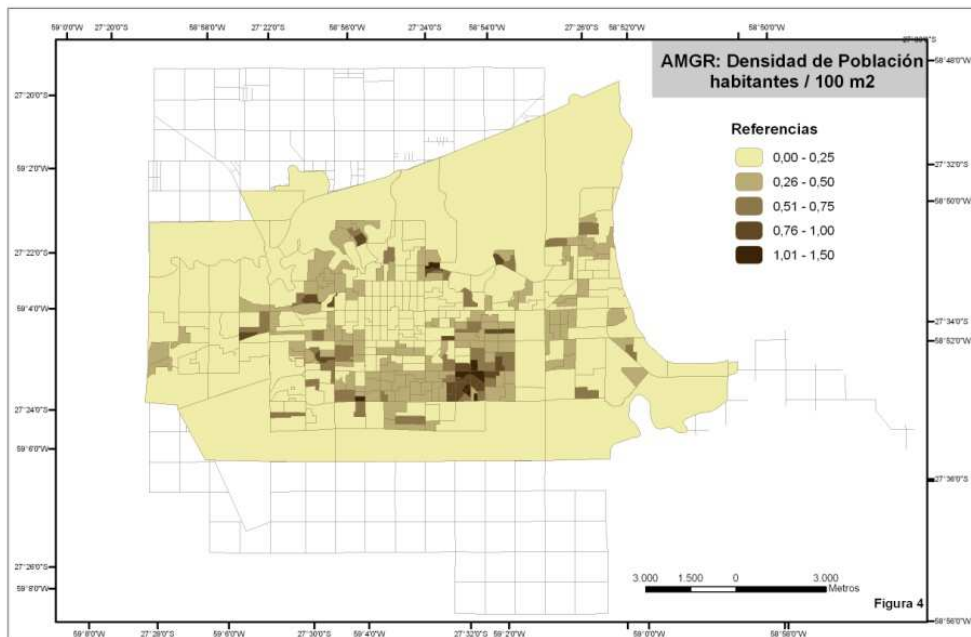 59°0'0"W 27°20'0"S 58°58'0"W 27°22'0"S 58°56'0"W 27°24'0"S 58°54'0"W 27°26'0"S 58°52'0"W 58°50'0"W
58°48'0"W
AMGR: Densidad de Población
habitantes / 100 m2
27°20'0"S
Referencias
0,00 - 0,25
59°2'0"W
27°32'0"S
0,26 - 0,50
58°50'0"W
0,51 - 0,75
0,76 - 1,00
27°22'0"S
1,01 - 1,50
59°4'0"W
27°34'0"S
58°52'0"W
27°24'0"S
59°6'0"W
27°36'0"S
27°26'0"S
3.000 1.500 0 3.000
59°8'0"W
Metros
Figura 4
58°56'0"W
59°8'0"W 27°28'0"S 59°6'0"W 27°30'0"S 59°4'0"W 27°32'0"S 59°2'0"W 59°0'0"W 58°58'0"W